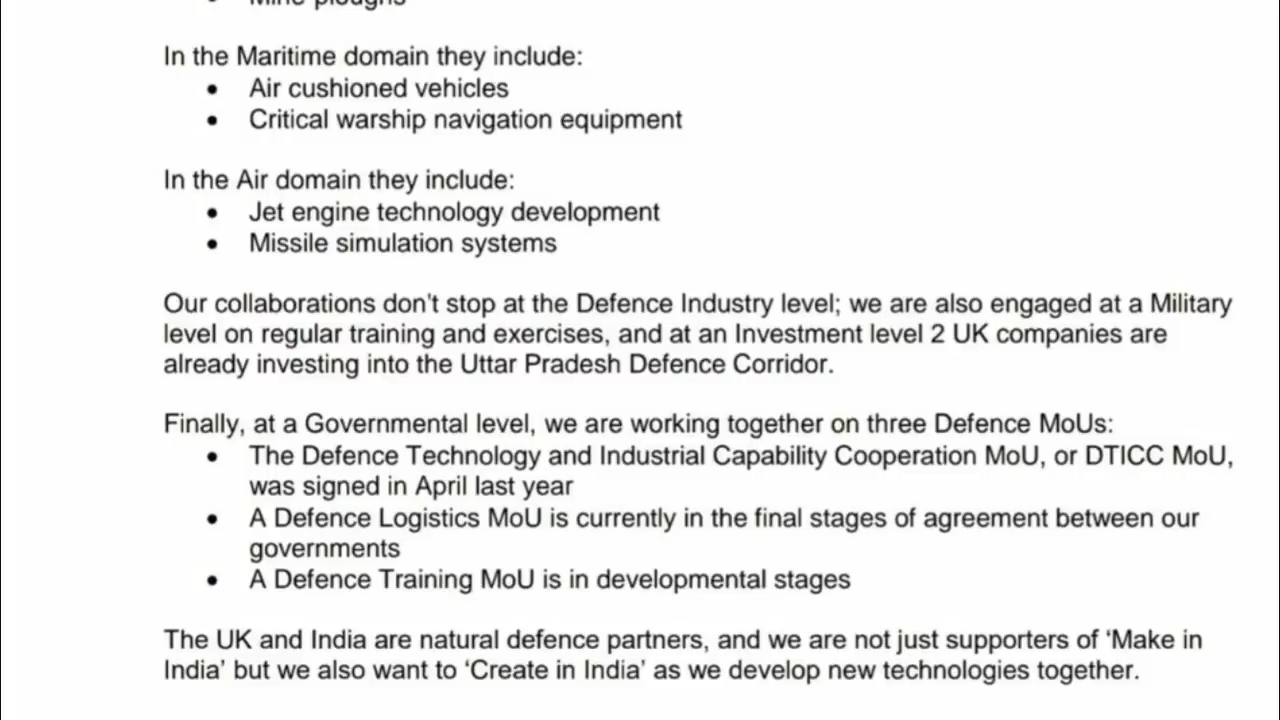 • Mine ploughs
In the Maritime domain they include:
• Air cushioned vehicles
• Critical warship navigation equipment
In the Air domain they include:
• Jet engine technology development
• Missile simulation systems
Our collaborations don't stop at the Defence Industry level; we are also engaged at a Military
level on regular training and exercises, and at an Investment level 2 UK companies are
already investing into the Uttar Pradesh Defence Corridor.
Finally, at a Governmental level, we are working together on three Defence MoUs:
• The Defence Technology and Industrial Capability Cooperation MoU, or DTICC MoU,
was signed in April last year
• A Defence Logistics MoU is currently in the final stages of agreement between our
governments
• A Defence Training MoU is in developmental stages
The UK and India are natural defence partners, and we are not just supporters of ‘Make in
India’ but we also want to ‘Create in India’ as we develop new technologies together.